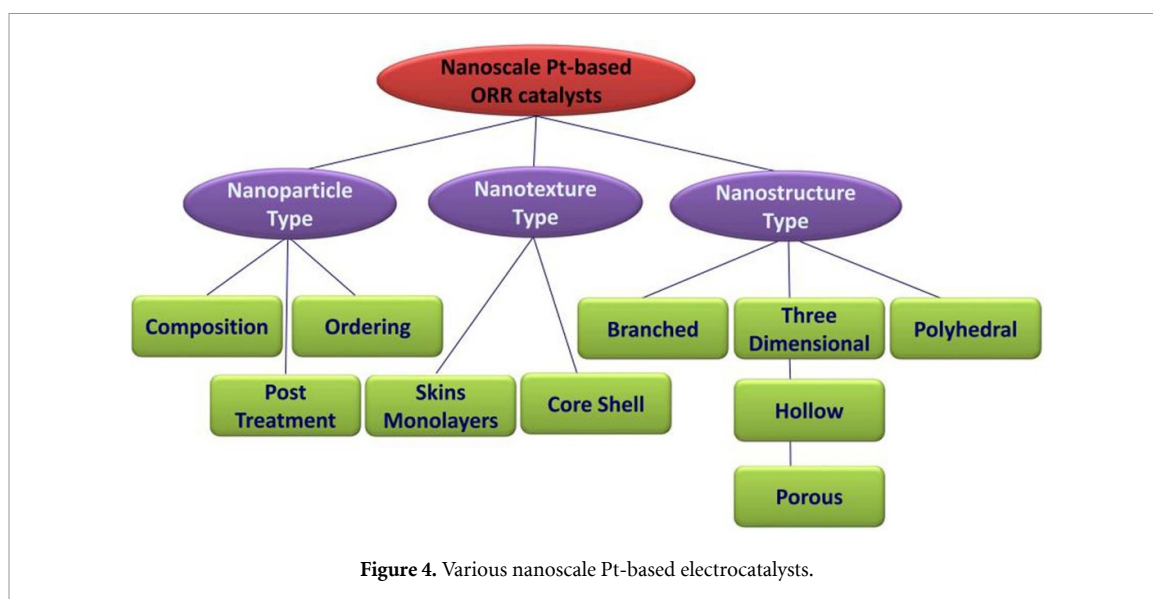 Nanoscale Pt-based
ORR catalysts
Nanoparticle
Type
Nanotexture
Type
Nanostructure
Type
Composition
Ordering
Branched
Three
Dimensional
Polyhedral
Post
Treatment
Skins
Monolayers
Core Shell
Hollow
Porous
Figure 4. Various nanoscale Pt-based electrocatalysts.